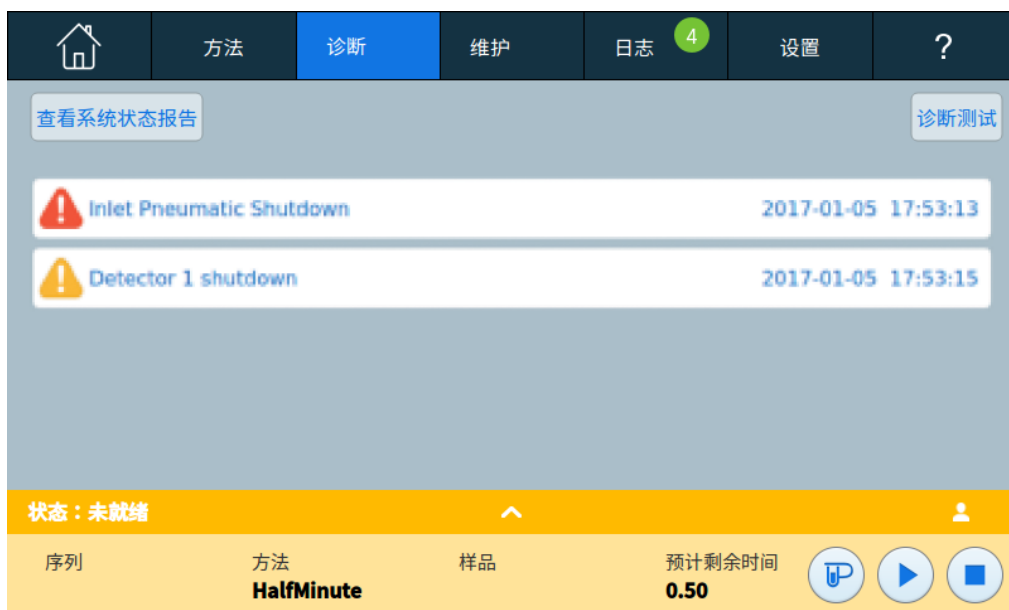 方法 诊断 维护 日志 4 设置 ?
查看系统状态报告 诊断测试
Inlet Pneumatic Shutdown 2017-01-05 17:53:13
Detector 1 shutdown 2017-01-05 17:53:15
状态：未就绪
序列 方法 样品 预计剩余时间
HalfMinute 0.50